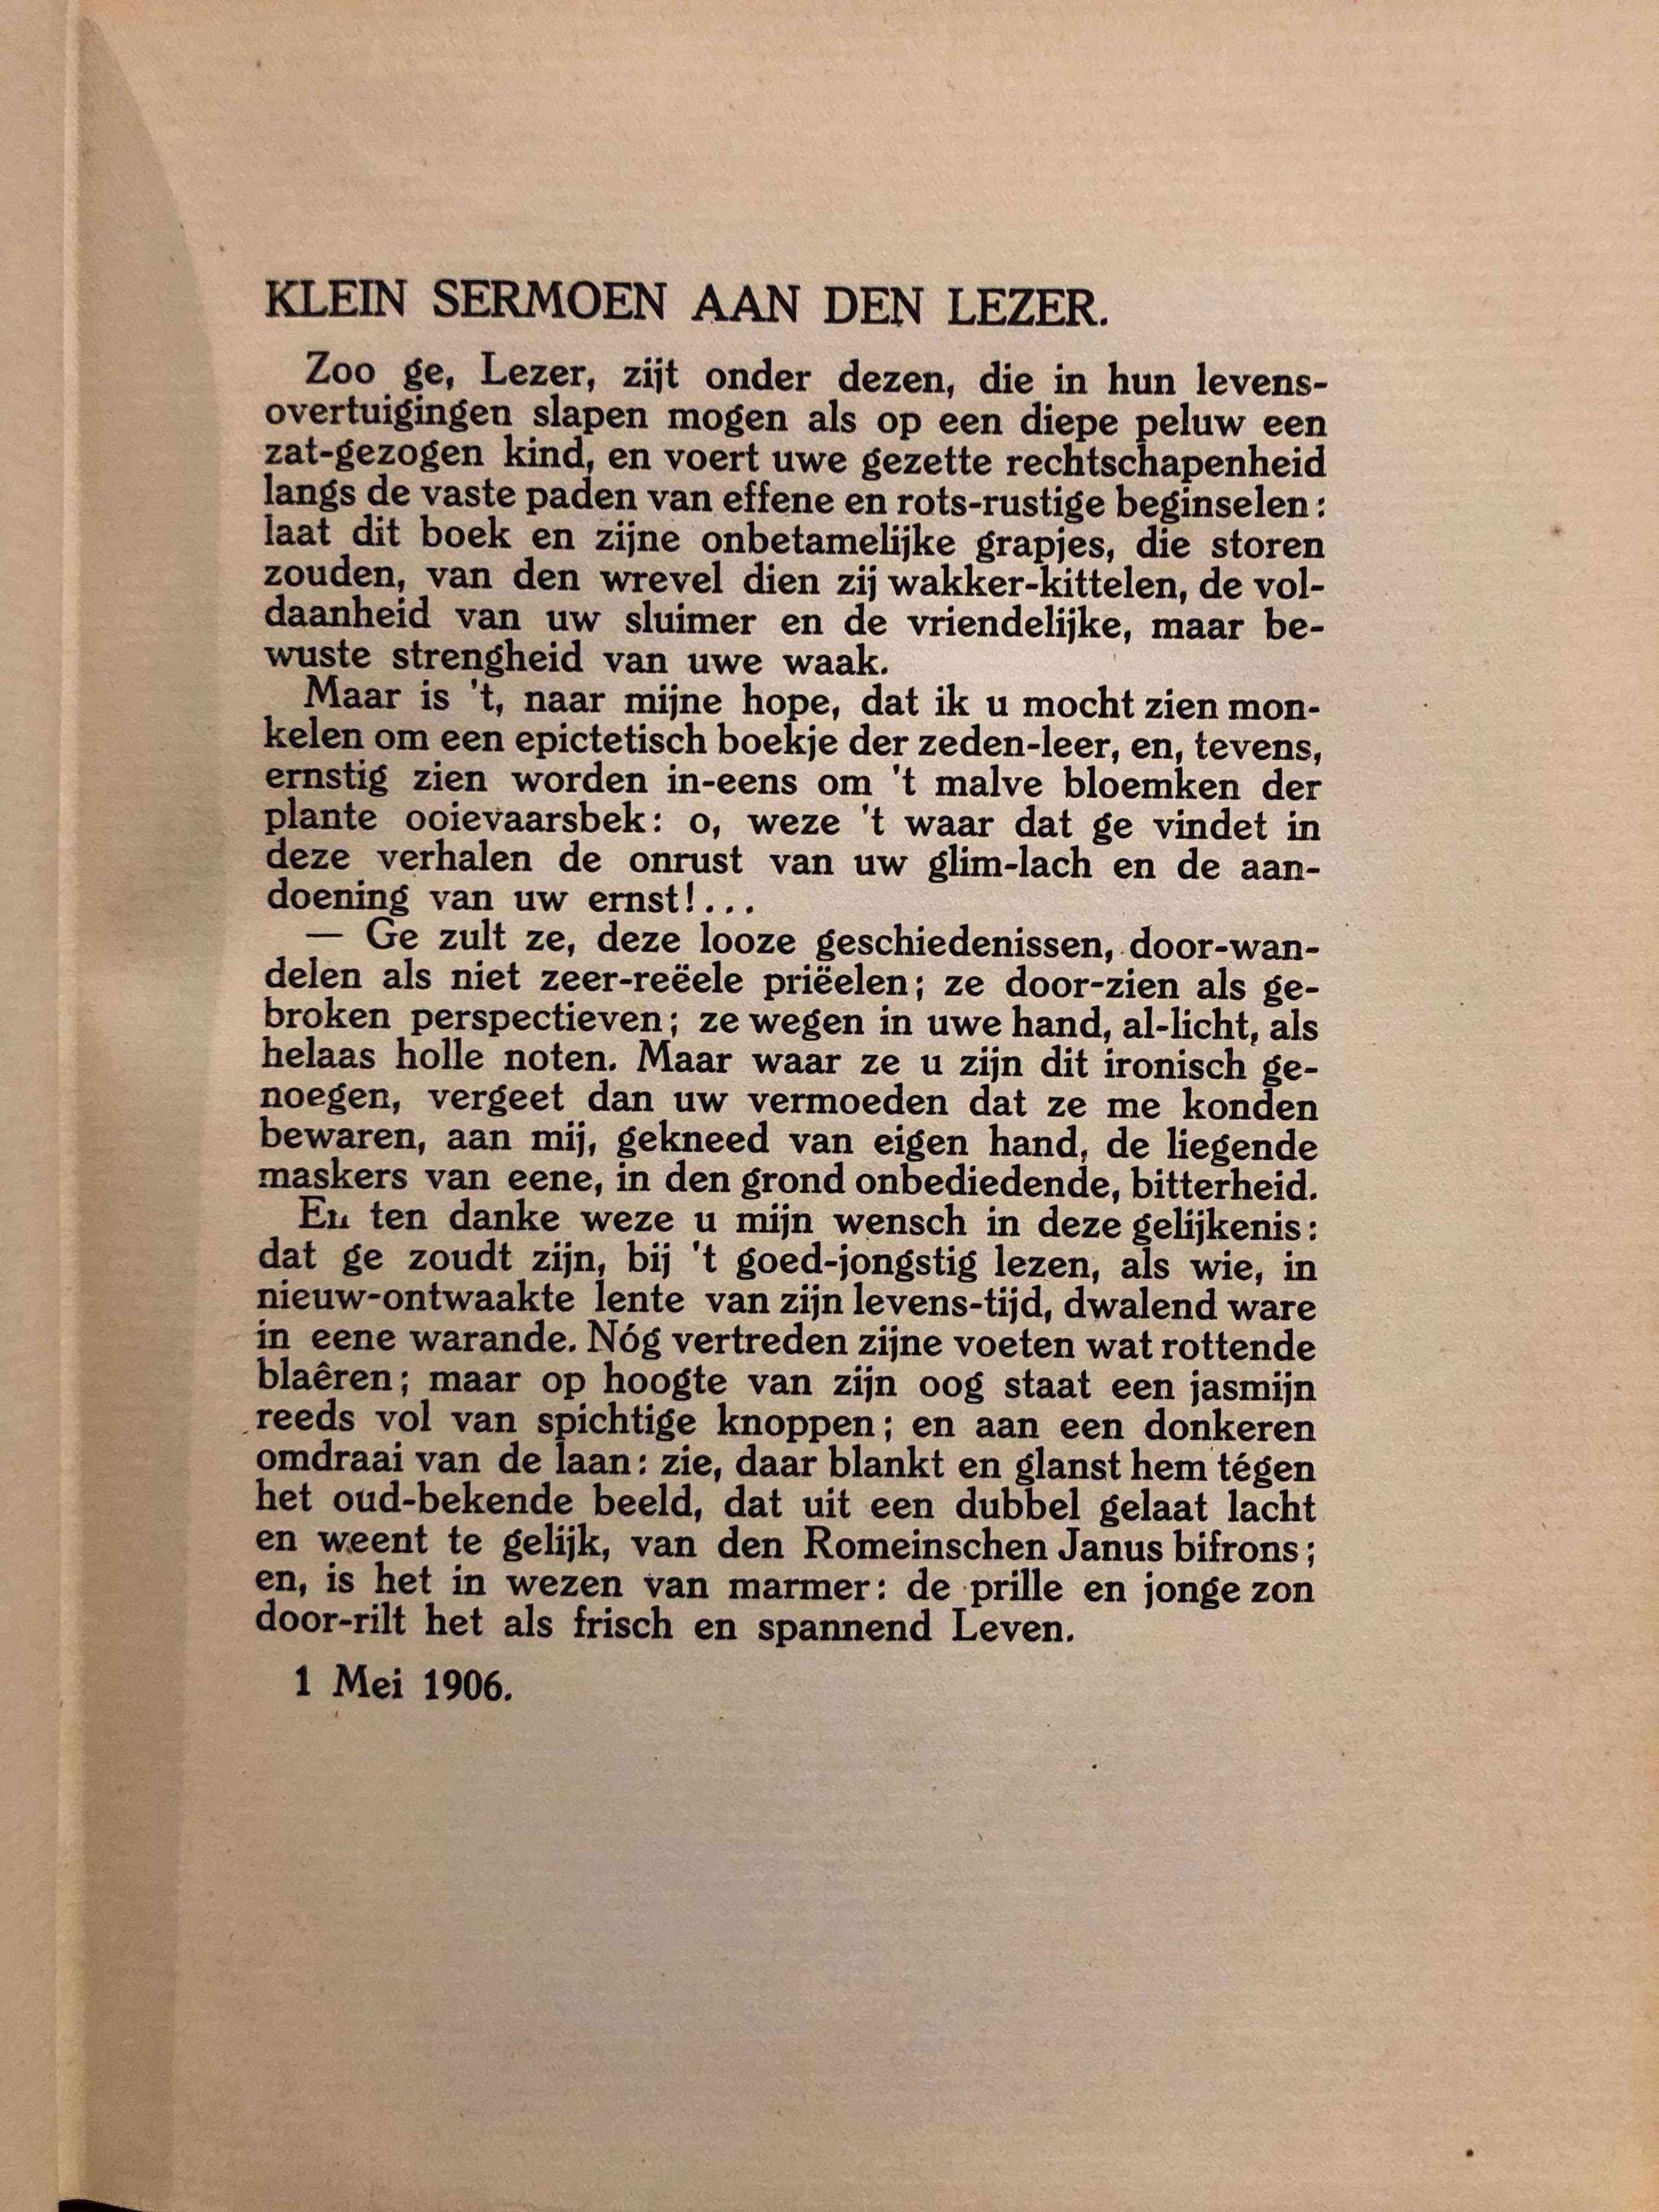 KLEIN SERMOEN AAN DEN LEZER.
Zoo ge, Lezer, zijt onder dezen, die in hun levens-
overtuigingen slapen mogen als op een diepe peluw een
zat-gezogen kind, en voert uwe gezette rechtschapenheid
langs de vaste paden van effene en rots-rustige beginselen:
laat dit boek en zijne onbetamelijke grapjes, die storen
zouden, van den wrevel dien zij wakker-kittelen, de vol-
daanheid van uw sluimer en de vriendelijke, maar be-
wuste strengheid van uwe waak.
Maar is 't, naar mijne hope, dat ik u mocht zien mon-
kelen om een epictetisch boekje der zeden-leer, en, tevens,
ernstig zien worden in-eens om 't malve bloemken der
plante ooievaarsbek: o, weze 't waar dat ge vindet in
deze verhalen de onrust van uw glim-lach en de aan-
doening van uw ernst!...
— Ge zult ze, deze looze geschiedenissen, door-wan-
delen als niet zeer-reëele priëelen; ze door-zien als ge-
broken perspectieven; ze wegen in uwe hand, al-licht, als
helaas holle noten. Maar waar ze u zijn dit ironisch ge-
noegen, vergeet dan uw vermoeden dat ze me konden
bewaren, aan mij, gekneed van eigen hand, de liegende
maskers van eene, in den grond onbediedende, bitterheid.
En ten danke weze u mijn wensch in deze gelijkenis:
dat ge zoudt zijn, bij 't goed-jongstig lezen, als wie, in
nieuw-ontwaakte lente van zijn levens-tijd, dwalend ware
in eene warande. Nóg vertreden zijne voeten wat rottende
blaêren; maar op hoogte van zijn oog staat een jasmijn
reeds vol van spichtige knoppen; en aan een donkeren
omdraai van de laan: zie, daar blankt en glanst hem tégen
het oud-bekende beeld, dat uit een dubbel gelaat lacht
en weent te gelijk, van den Romeinschen Janus bifrons;
en, is het in wezen van marmer: de prille en jonge zon
door-rilt het als frisch en spannend Leven.
1 Mei 1906.